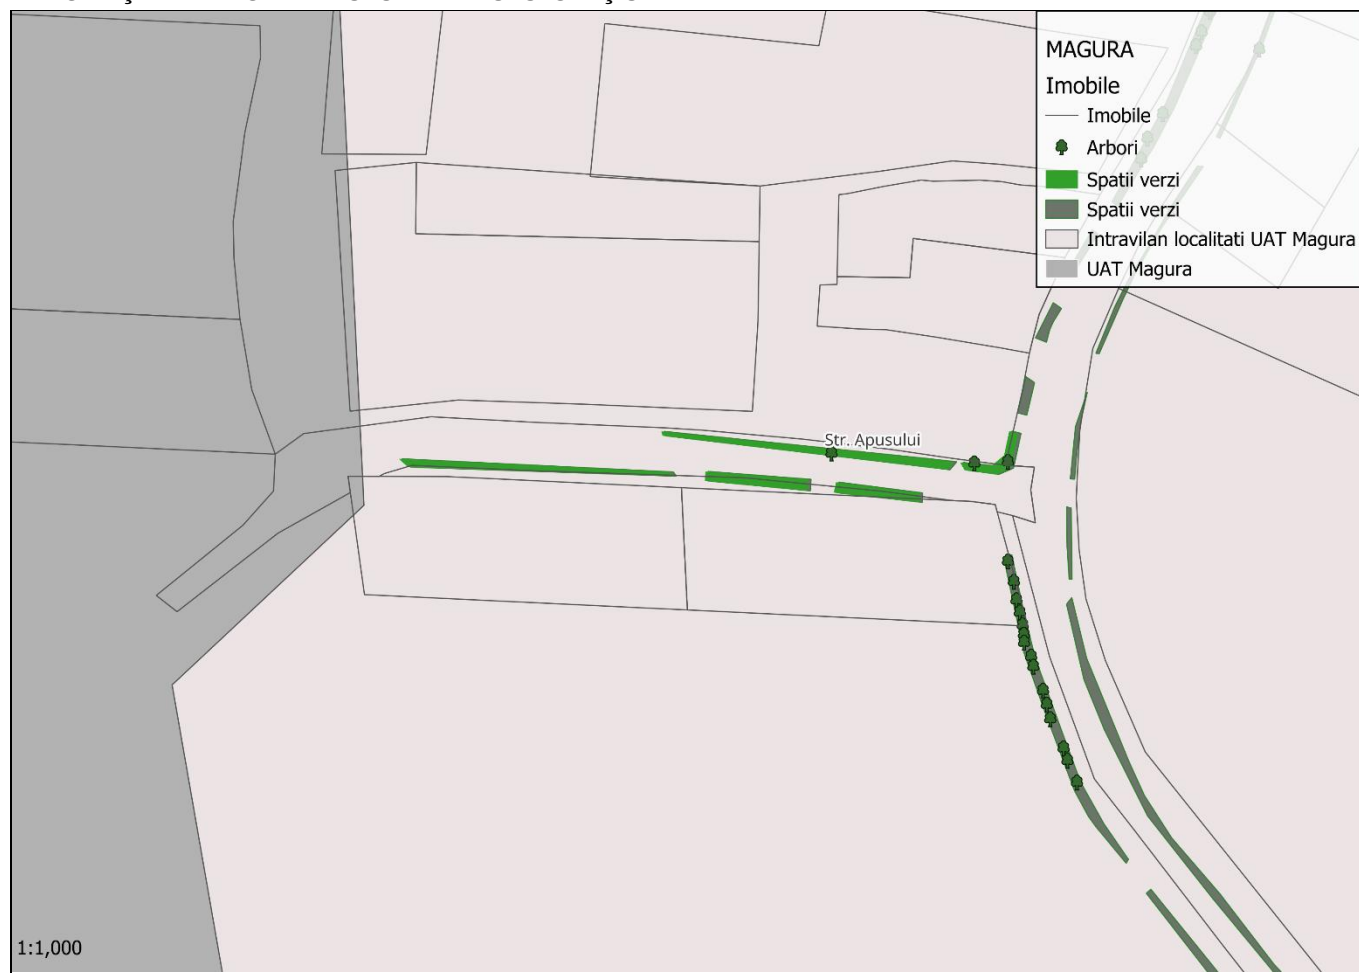 MAGURA
Imobile
Imobile
Arbori
Spatii verzi
Spatii verzi
Intravilan localitati UAT Magura
UAT Magura
Str. Apusului
1:1,000